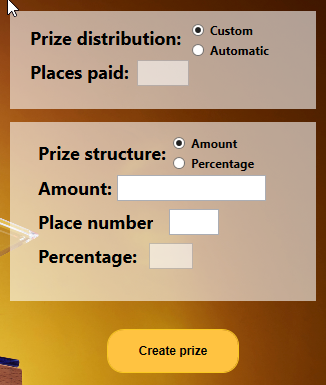 Prize distribution: Custom
Automatic
Places paid:
Prize structure: Amount
Percentage
Amount:
Place number
Percentage:
Create prize